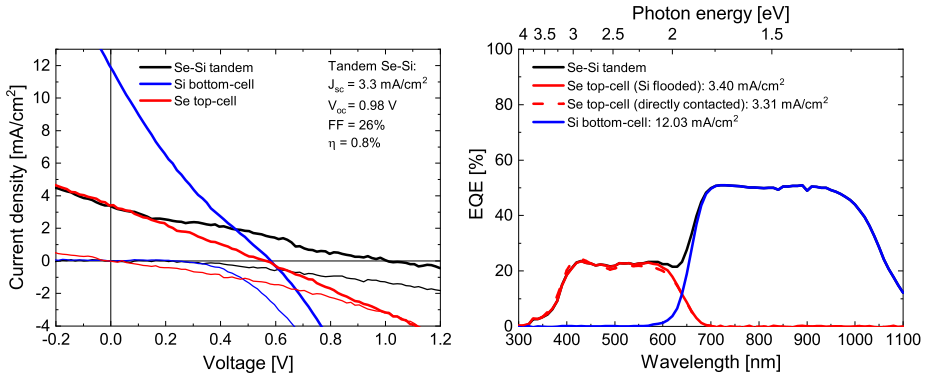 Current density [mA/cm²]
12
10
8
6
4
2
0
-2
-4
Se-Si tandem
Si bottom-cell
Se top-cell
Tandem Se-Si:
J_sc = 3.3 mA/cm²
V_oc = 0.98 V
FF = 26%
η = 0.8%
-0.2 0.0 0.2 0.4 0.6 0.8 1.0 1.2
Voltage [V]
Photon energy [eV]
4 3.5 3 2.5 2 1.5
EQE [%]
100
80
60
40
20
0
Se-Si tandem
Se top-cell (Si flooded): 3.40 mA/cm²
Se top-cell (directly contacted): 3.31 mA/cm²
Si bottom-cell: 12.03 mA/cm²
300 400 500 600 700 800 900 1000 1100
Wavelength [nm]